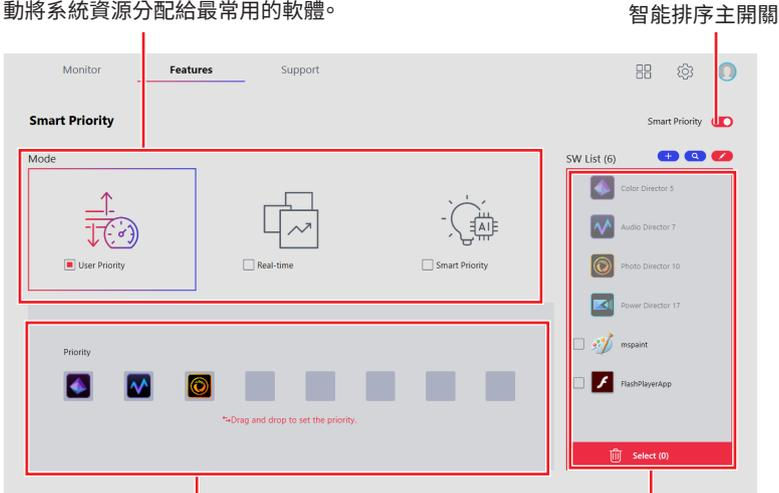 動將系統資源分配給最常用的軟體。
智能排序主開關
Monitor
Features
Support
Smart Priority
Smart Priority
Mode
User Priority
Real-time
AI
Smart Priority
SW List (6)
Color Director 5
Audio Director 7
Photo Director 10
Power Director 17
mspaint
FlashPlayerApp
Select (0)
Priority
Drag and drop to set the priority.